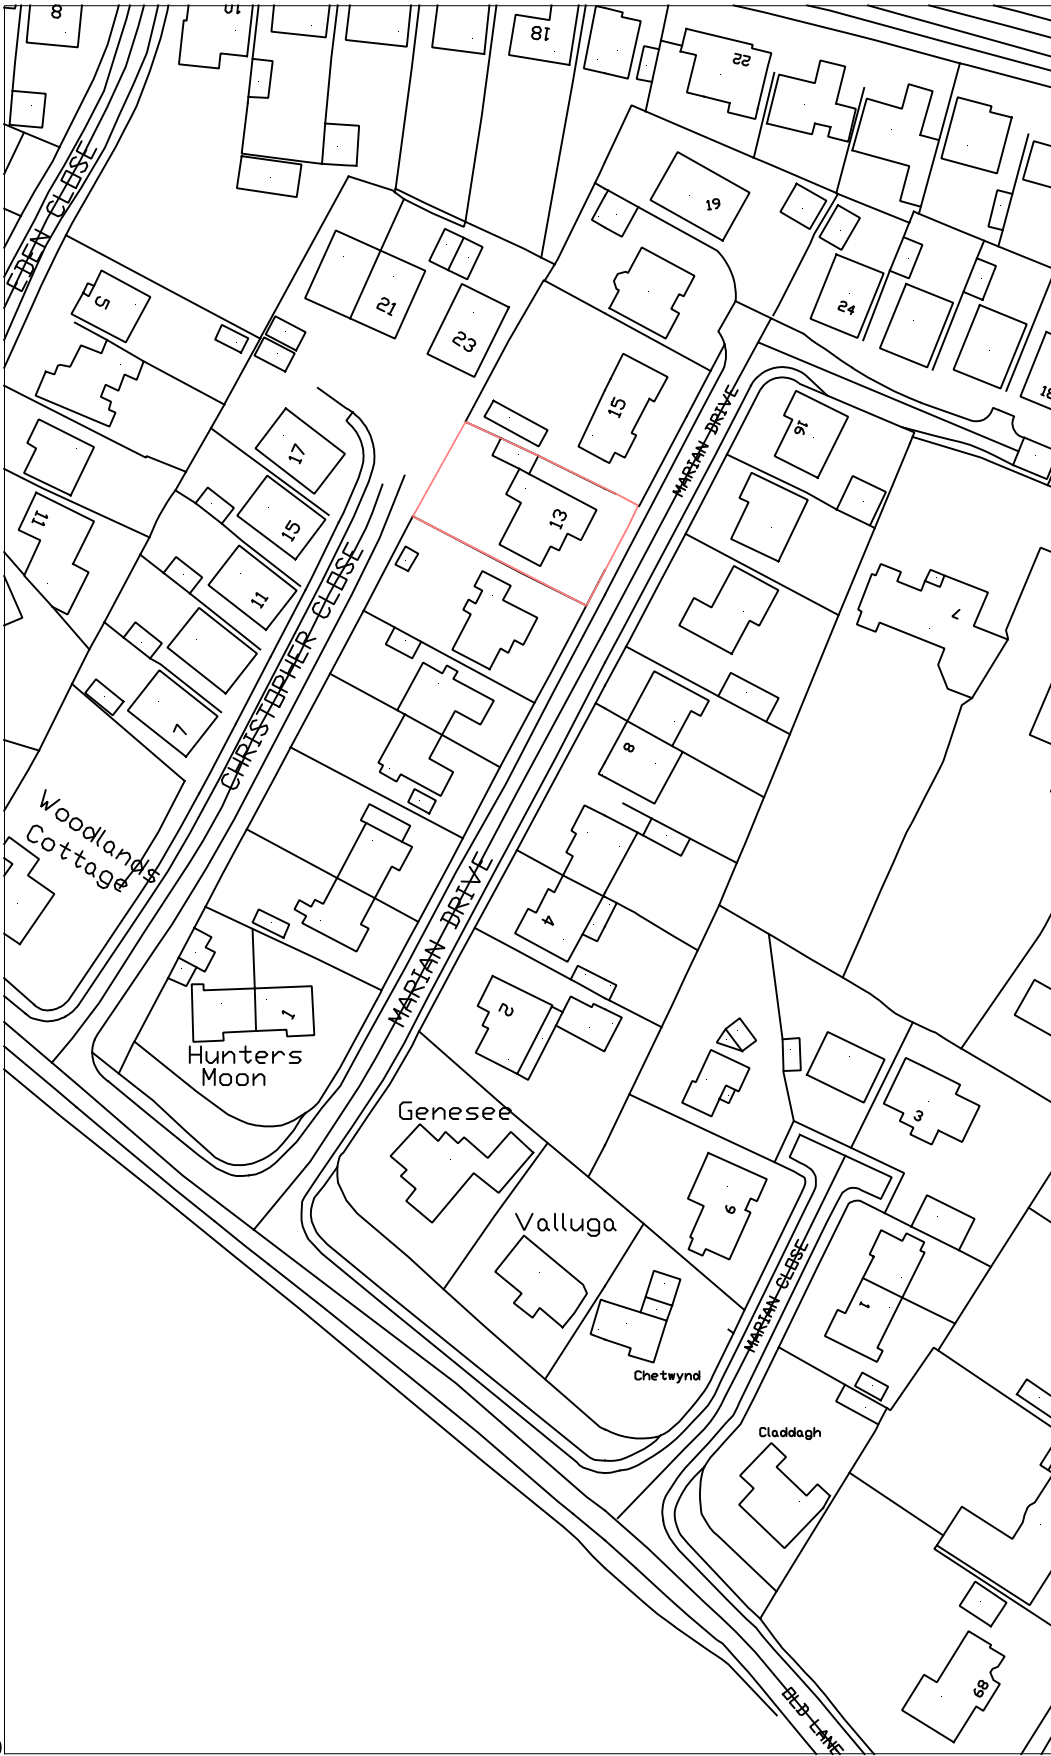 8
10
18
22
EDEN CLOSE
19
5
21
24
23
15
MARIAN DRIVE
18
16
17
11
15
13
11
CHRISTOPHER CLOSE
7
7
8
Woodlands
Cottage
MARIAN DRIVE
4
2
1
Hunters
Moon
Genesee
3
Valluga
9
MARIAN CLOSE
1
Chetwynd
Claddagh
68
OLD LANE